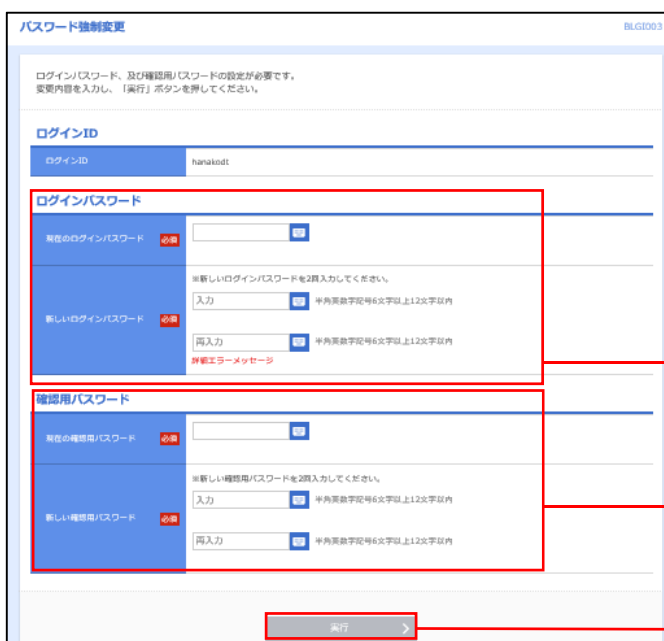 パスワード強制変更
BLGI003
ログインパスワード、及び確認用パスワードの設定が必要です。
変更内容を入力し、「実行」ボタンを押してください。
ログインID
ログインID
hanakodt
ログインパスワード
現在のログインパスワード 必須
※新しいログインパスワードを2回入力してください。
新しいログインパスワード 必須
入力 半角英数字記号6文字以上12文字以内
再入力 半角英数字記号6文字以上12文字以内
詳細エラーメッセージ
確認用パスワード
現在の確認用パスワード 必須
※新しい確認用パスワードを2回入力してください。
新しい確認用パスワード 必須
入力 半角英数字記号6文字以上12文字以内
再入力 半角英数字記号6文字以上12文字以内
実行